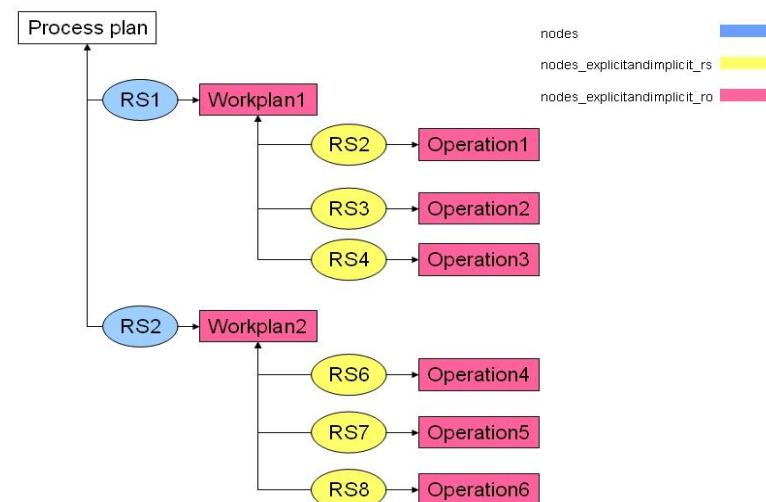 Process plan
nodes
nodes_explicitandimplicit_rs
nodes_explicitandimplicit_ro
RS1 Workplan1
RS2 Operation1
RS3 Operation2
RS4 Operation3
RS2 Workplan2
RS6 Operation4
RS7 Operation5
RS8 Operation6